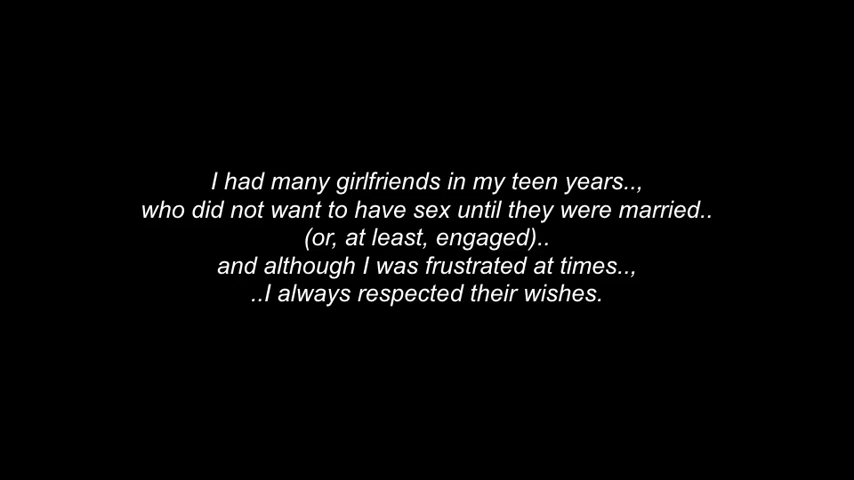 I had many girlfriends in my teen years..,
who did not want to have sex until they were married..
(or, at least, engaged)..
and although I was frustrated at times..,
..I always respected their wishes.